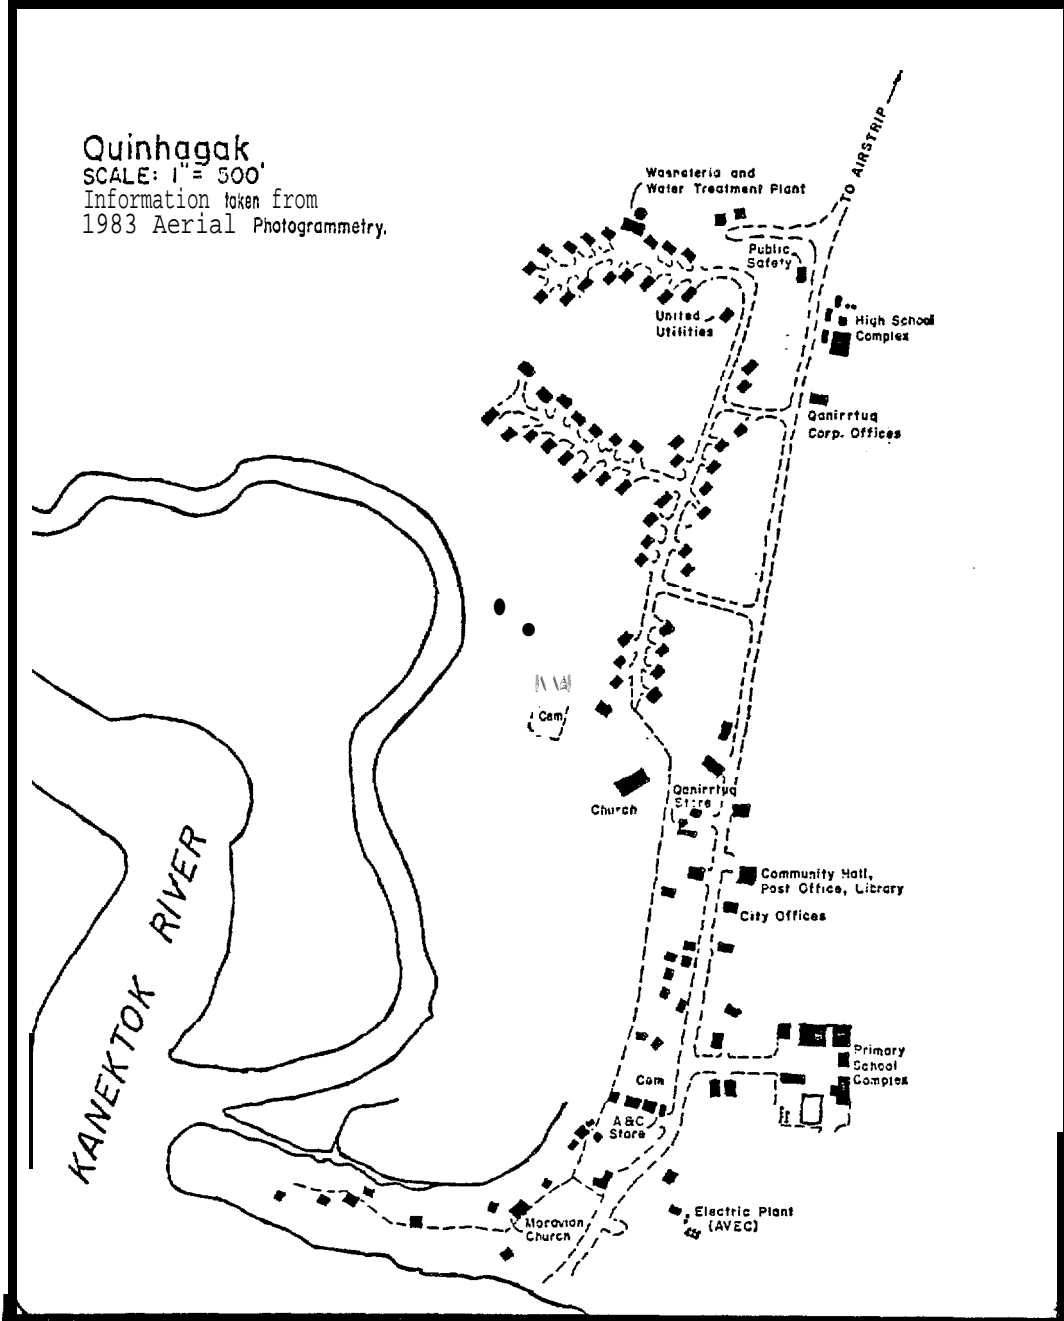 Quinhagak
SCALE: 1" = 500'
Information taken from
1983 Aerial Photogrammetry.
TO AIRSTRIP
Wasnateria and
Water Treatment Plant
Public
Safety
United
Utilities
High School
Complex
Qanirrtuq
Corp. Offices
Cem
Church
Qanirrtuq
Store
Community Hall,
Post Office, Library
City Offices
KANEKTOK RIVER
Primary
School
Complex
Cem
A&C
Store
Moravian
Church
Electric Plant
(AVEC)